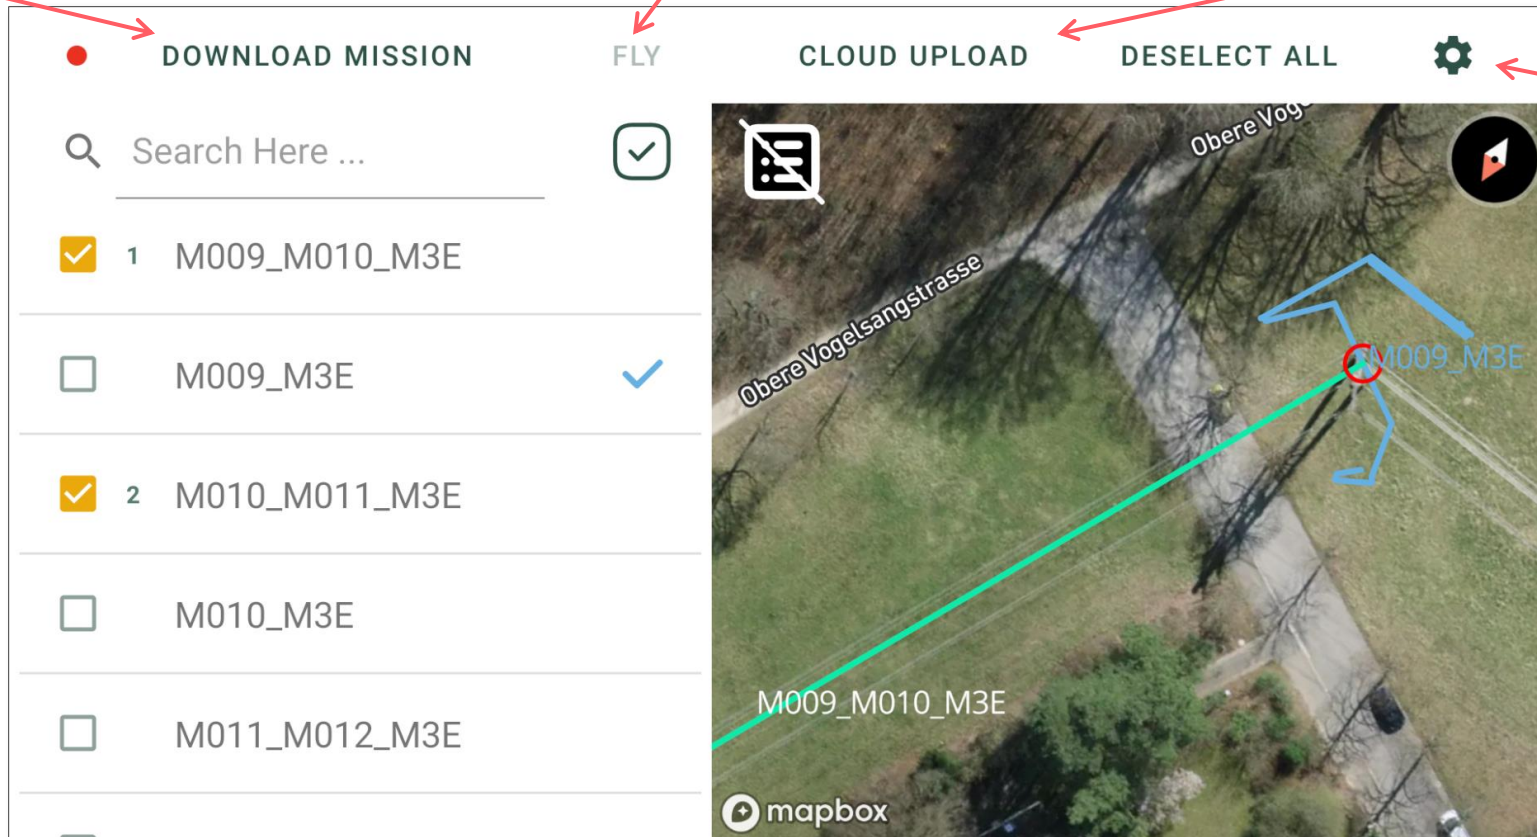 DOWNLOAD MISSION
FLY
CLOUD UPLOAD
DESELECT ALL
Search Here ...
1 M009_M010_M3E
M009_M3E
2 M010_M011_M3E
M010_M3E
M011_M012_M3E
Obere Vog
Obere Vogelsangstrasse
M009_M3E
M009_M010_M3E
mapbox